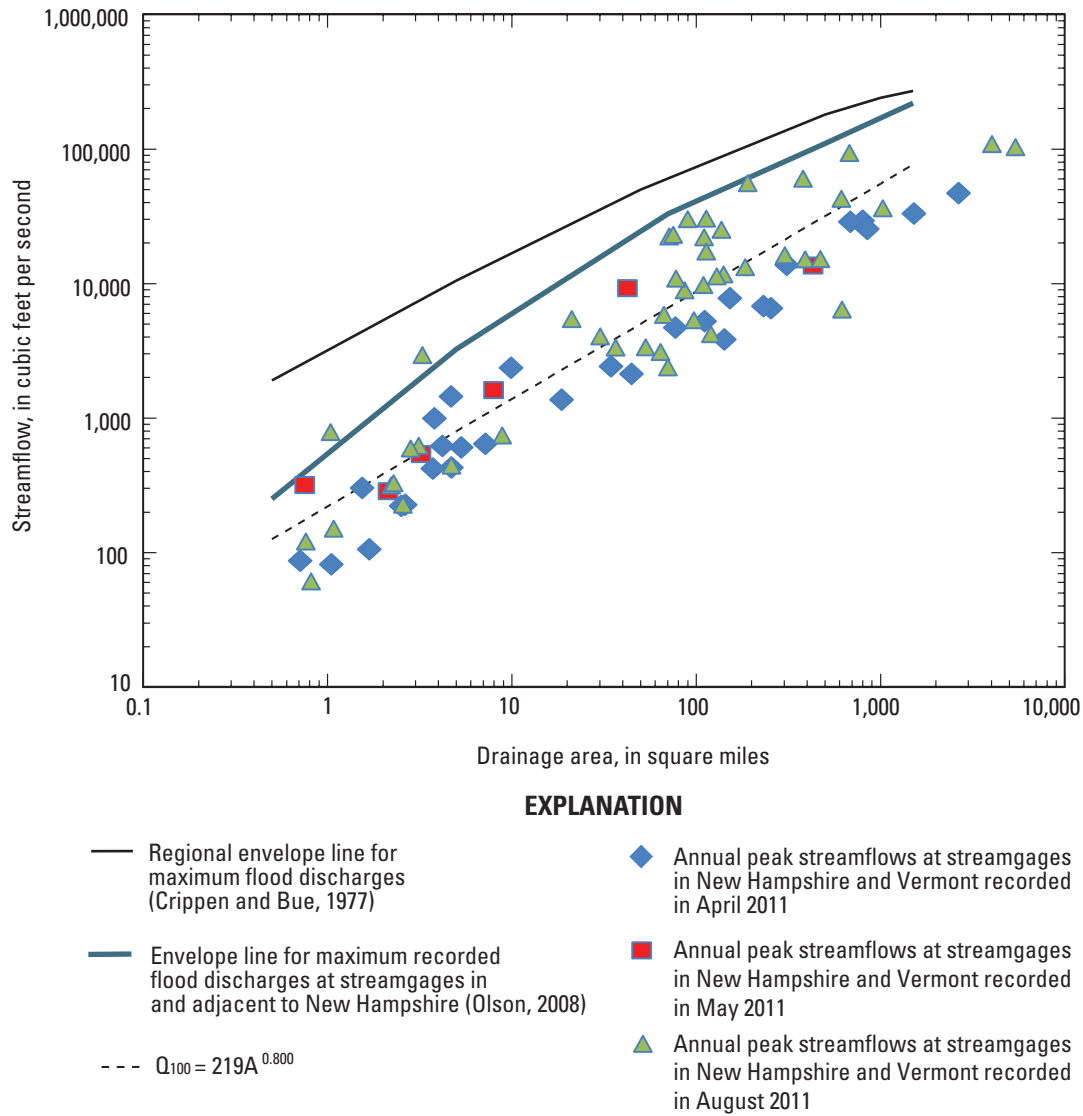 1,000,000
100,000
10,000
1,000
100
10
Streamflow, in cubic feet per second
0.1
1
10
100
1,000
10,000
Drainage area, in square miles
EXPLANATION
Regional envelope line for
maximum flood discharges
(Crippen and Bue, 1977)
Envelope line for maximum recorded
flood discharges at streamgages in
and adjacent to New Hampshire (Olson, 2008)
Q100 = 219A 0.800
Annual peak streamflows at streamgages
in New Hampshire and Vermont recorded
in April 2011
Annual peak streamflows at streamgages
in New Hampshire and Vermont recorded
in May 2011
Annual peak streamflows at streamgages
in New Hampshire and Vermont recorded
in August 2011